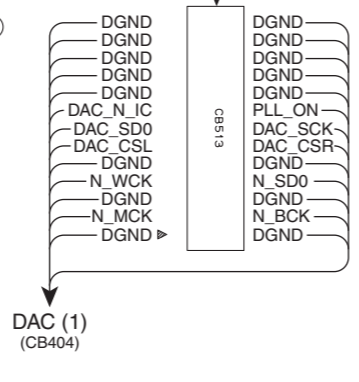 DGND DGND
DGND DGND
DGND DGND
DGND DGND
DGND DGND
DAC_N_IC PLL_ON
DAC_SD0 DAC_SCK
DAC_CSL DAC_CSR
DGND DGND
N_WCK N_SD0
DGND DGND
N_MCK N_BCK
DGND DGND
CB513
DAC (1)
(CB404)